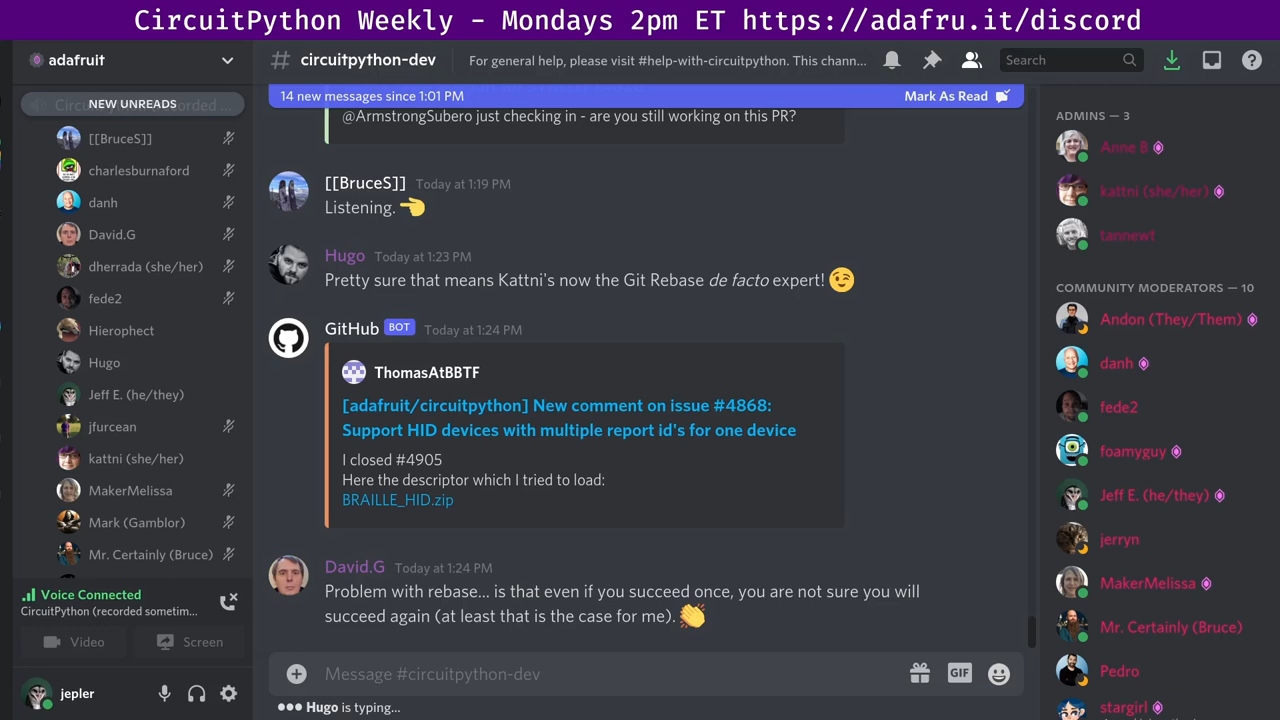 CircuitPython Weekly - Mondays 2pm ET https://adafru.it/discord
adafruit
NEW UNREADS
[[BruceS]]
charlesburnaford
danh
David.G
dherrada (she/her)
fede2
Hierophect
Hugo
Jeff E. (he/they)
jfurcean
kattni (she/her)
MakerMelissa
Mark (Gamblor)
Mr. Certainly (Bruce)
Voice Connected
CircuitPython (recorded sometim...
Video
Screen
jepler
# circuitpython-dev
For general help, please visit #help-with-circuitpython. This chann...
Search
14 new messages since 1:01 PM
Mark As Read
@ArmstrongSubero just checking in - are you still working on this PR?
[[BruceS]] Today at 1:19 PM
Listening.
Hugo Today at 1:23 PM
Pretty sure that means Kattni's now the Git Rebase de facto expert!
GitHub BOT Today at 1:24 PM
ThomasAtBBTF
[adafruit/circuitpython] New comment on issue #4868:
Support HID devices with multiple report id's for one device
I closed #4905
Here the descriptor which I tried to load:
BRAILLE_HID.zip
David.G Today at 1:24 PM
Problem with rebase... is that even if you succeed once, you are not sure you will
succeed again (at least that is the case for me).
Message #circuitpython-dev
GIF
Hugo is typing...
ADMINS — 3
Anne B
kattni (she/her)
tannewt
COMMUNITY MODERATORS — 10
Andon (They/Them)
danh
fede2
foamyguy
Jeff E. (he/they)
jerryn
MakerMelissa
Mr. Certainly (Bruce)
Pedro
stargirl